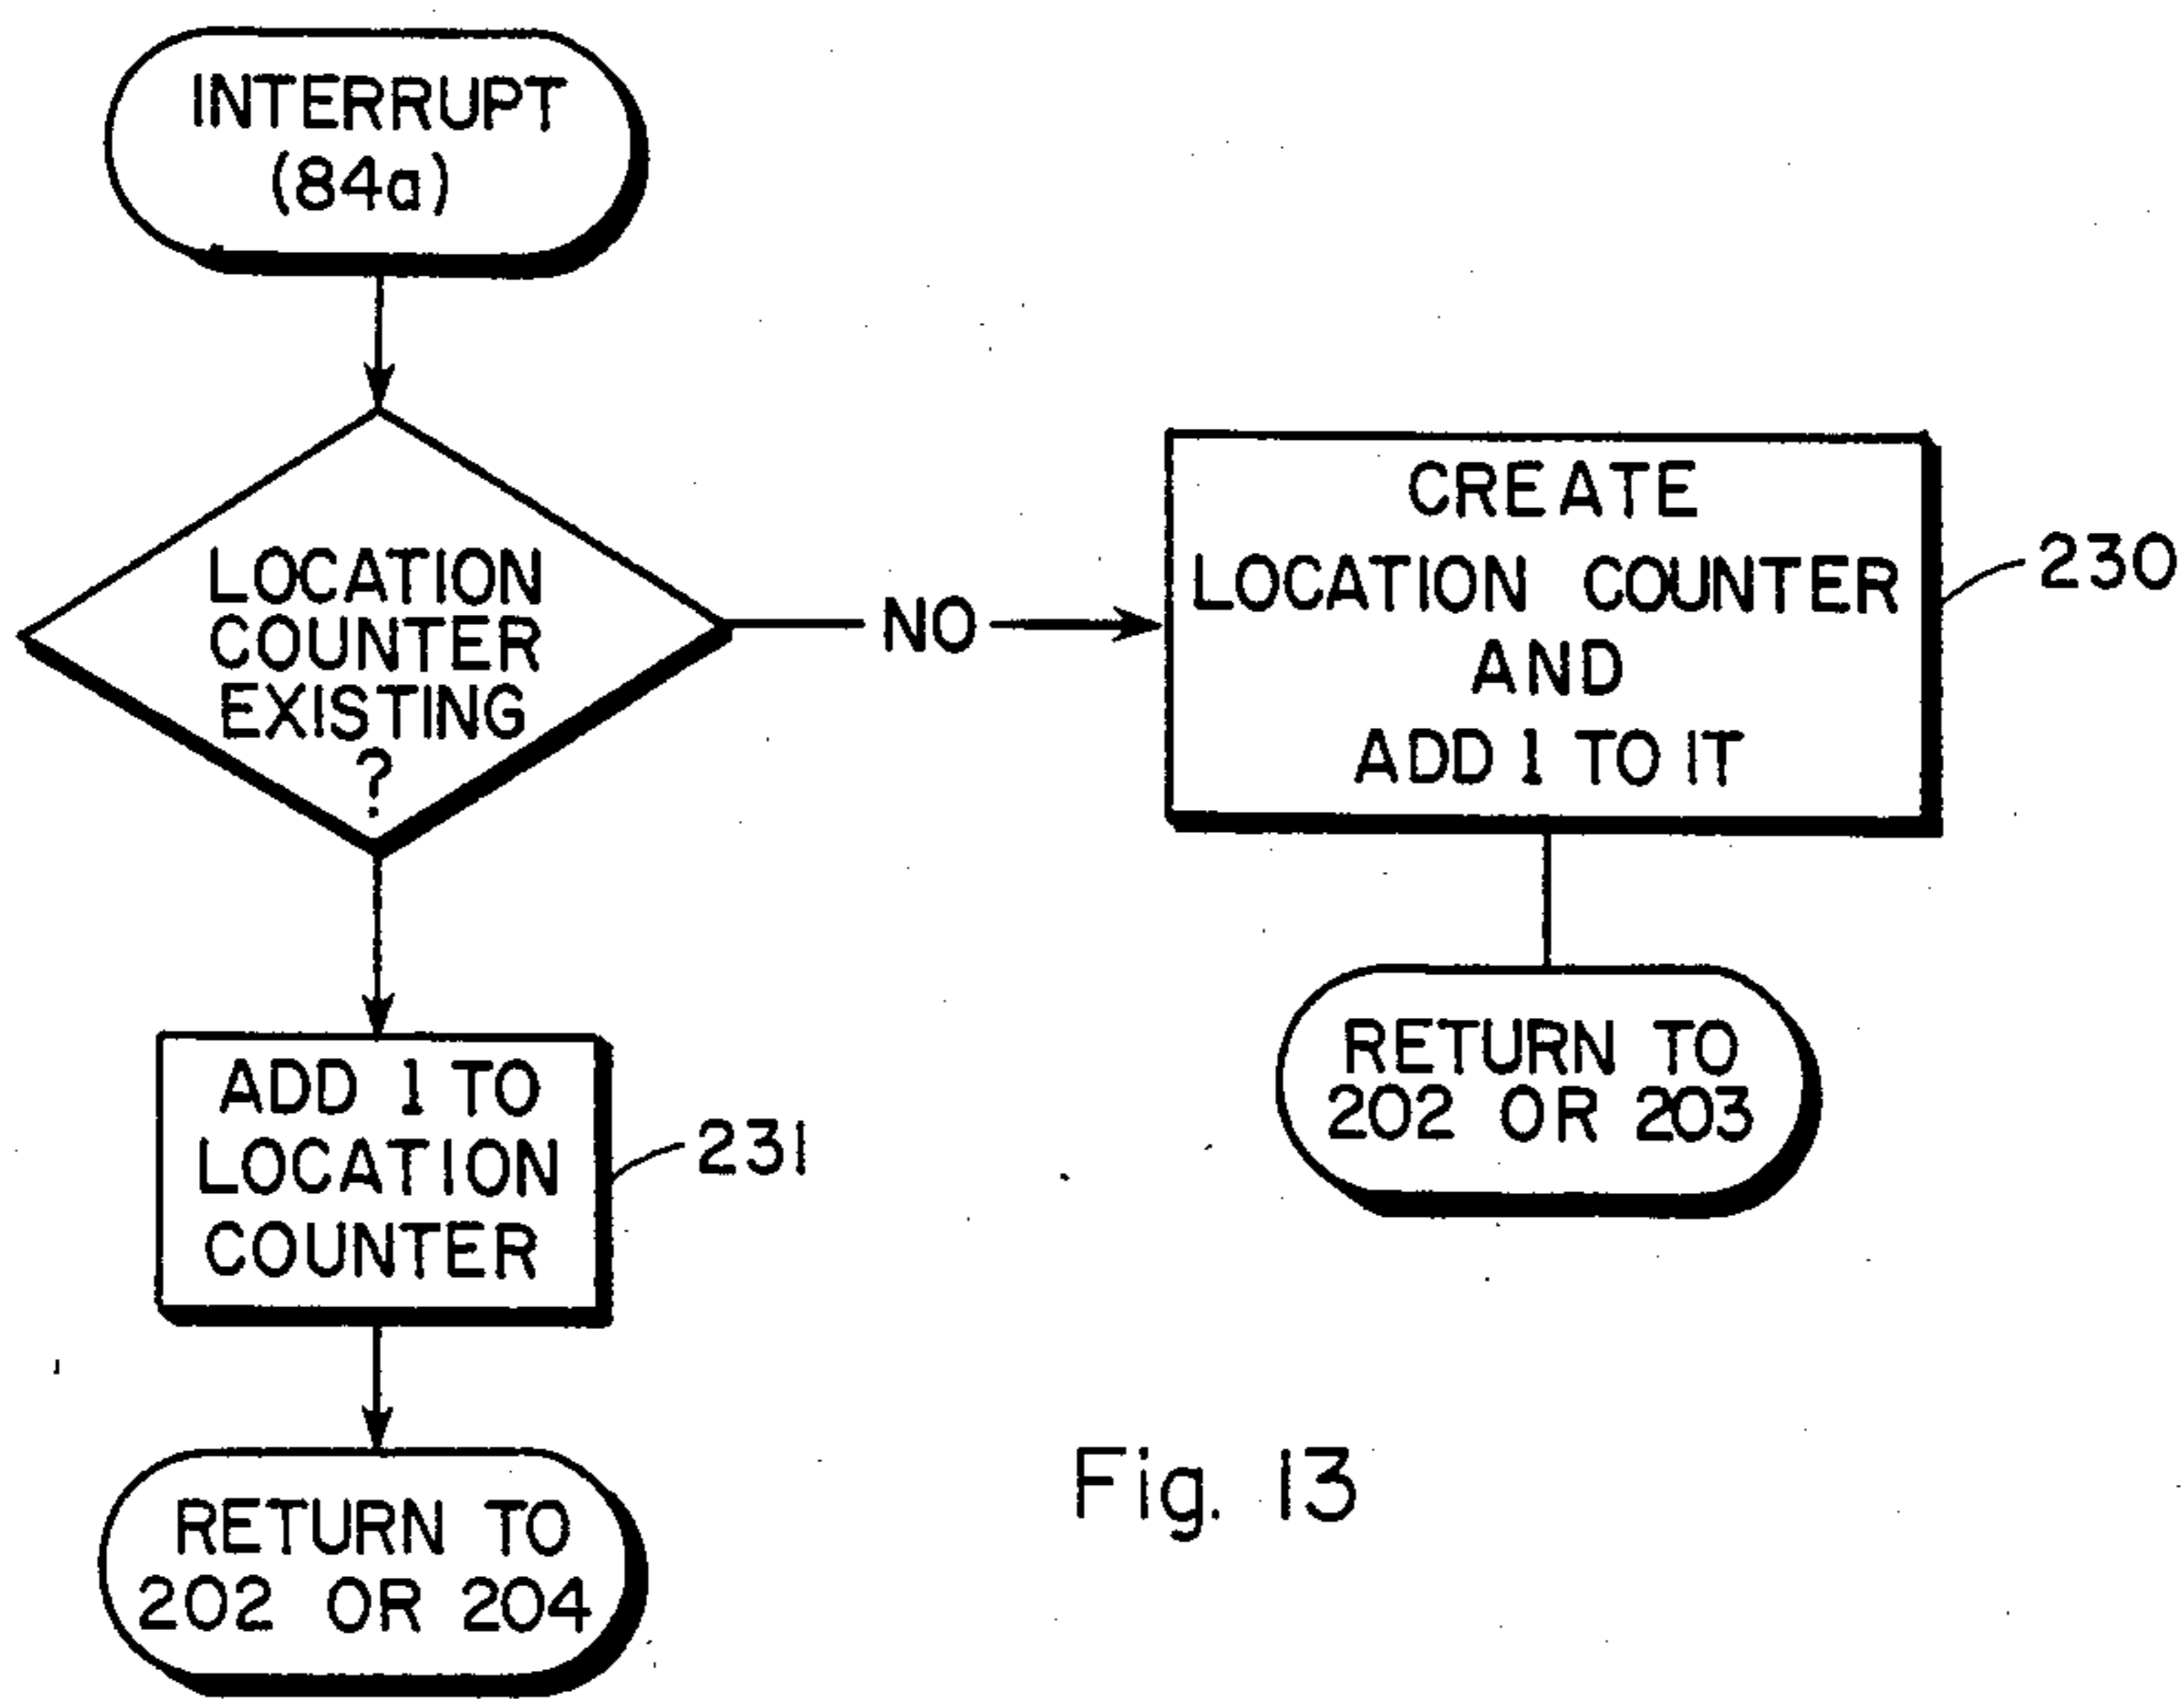 INTERRUPT
(84a)
LOCATION
COUNTER
EXISTING
?
NO
CREATE
LOCATION COUNTER
AND
ADD 1 TO IT
230
RETURN TO
202 OR 203
ADD 1 TO
LOCATION
COUNTER
231
RETURN TO
202 OR 204
Fig. 13